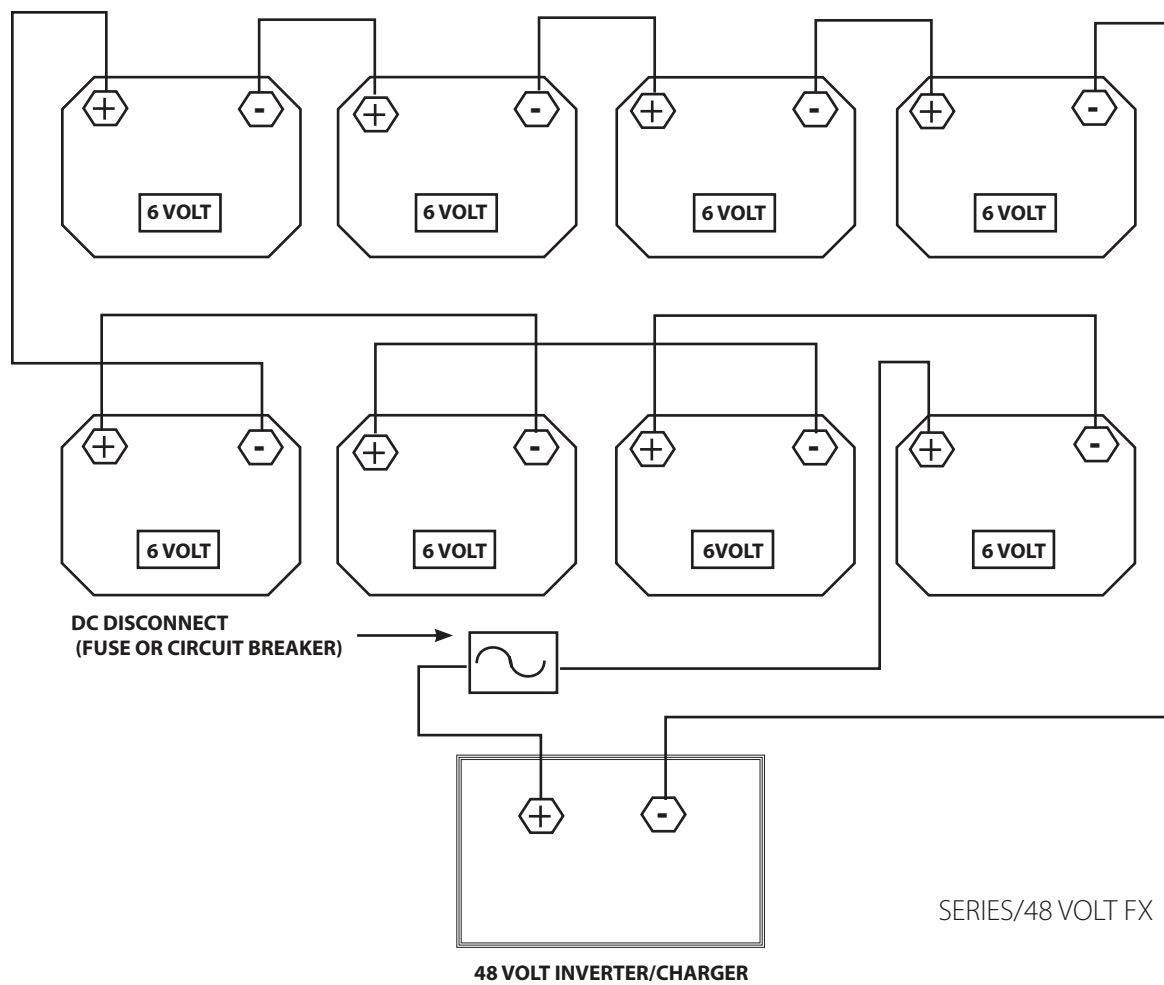 + - + - + - + -
6 VOLT 6 VOLT 6 VOLT 6 VOLT
+ - + - + - + -
6 VOLT 6 VOLT 6VOLT 6 VOLT
DC DISCONNECT
(FUSE OR CIRCUIT BREAKER)
+ -
SERIES/48 VOLT FX
48 VOLT INVERTER/CHARGER